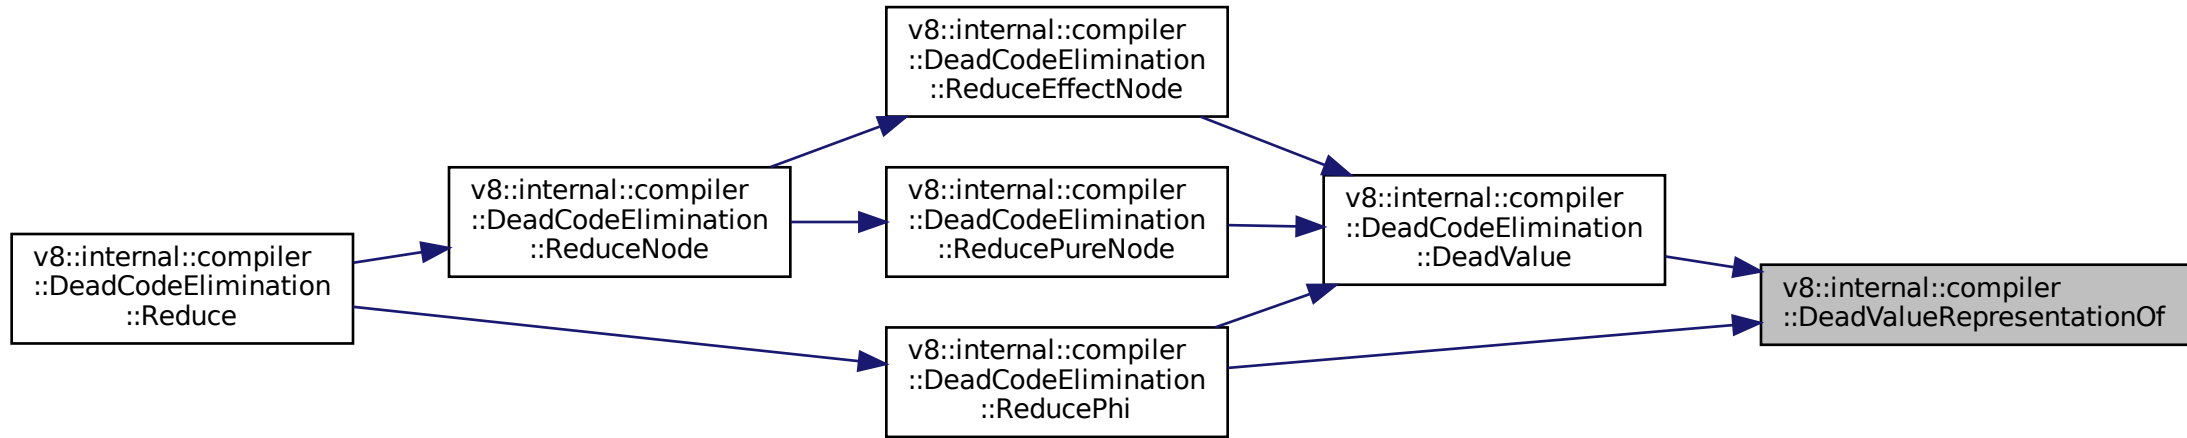 v8::internal::compiler
::DeadCodeElimination
::ReduceEffectNode
v8::internal::compiler
::DeadCodeElimination
::ReduceNode
v8::internal::compiler
::DeadCodeElimination
::ReducePureNode
v8::internal::compiler
::DeadCodeElimination
::DeadValue
v8::internal::compiler
::DeadCodeElimination
::Reduce
v8::internal::compiler
::DeadValueRepresentationOf
v8::internal::compiler
::DeadCodeElimination
::ReducePhi